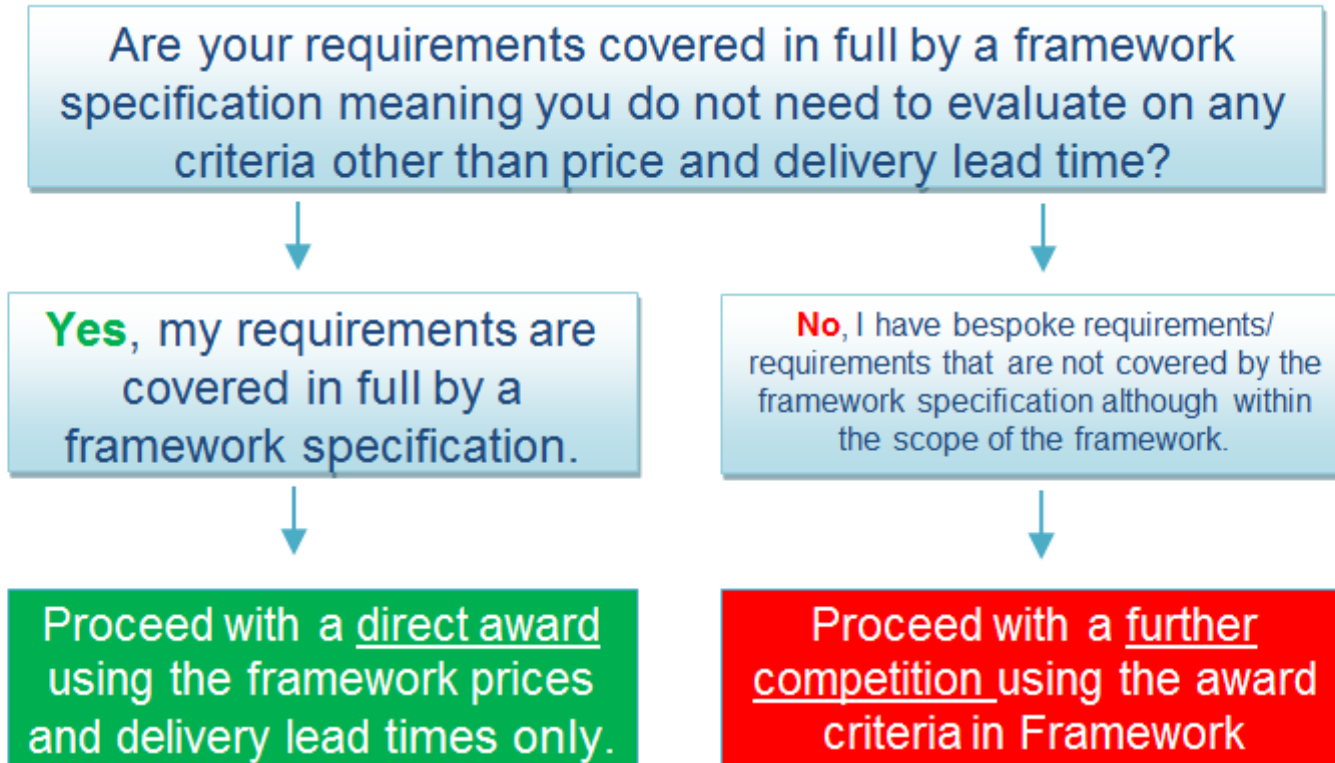 Are your requirements covered in full by a framework
specification meaning you do not need to evaluate on any
criteria other than price and delivery lead time?
Yes, my requirements are
covered in full by a
framework specification.
No, I have bespoke requirements/
requirements that are not covered by the
framework specification although within
the scope of the framework.
Proceed with a direct award
using the framework prices
and delivery lead times only.
Proceed with a further
competition using the award
criteria in Framework